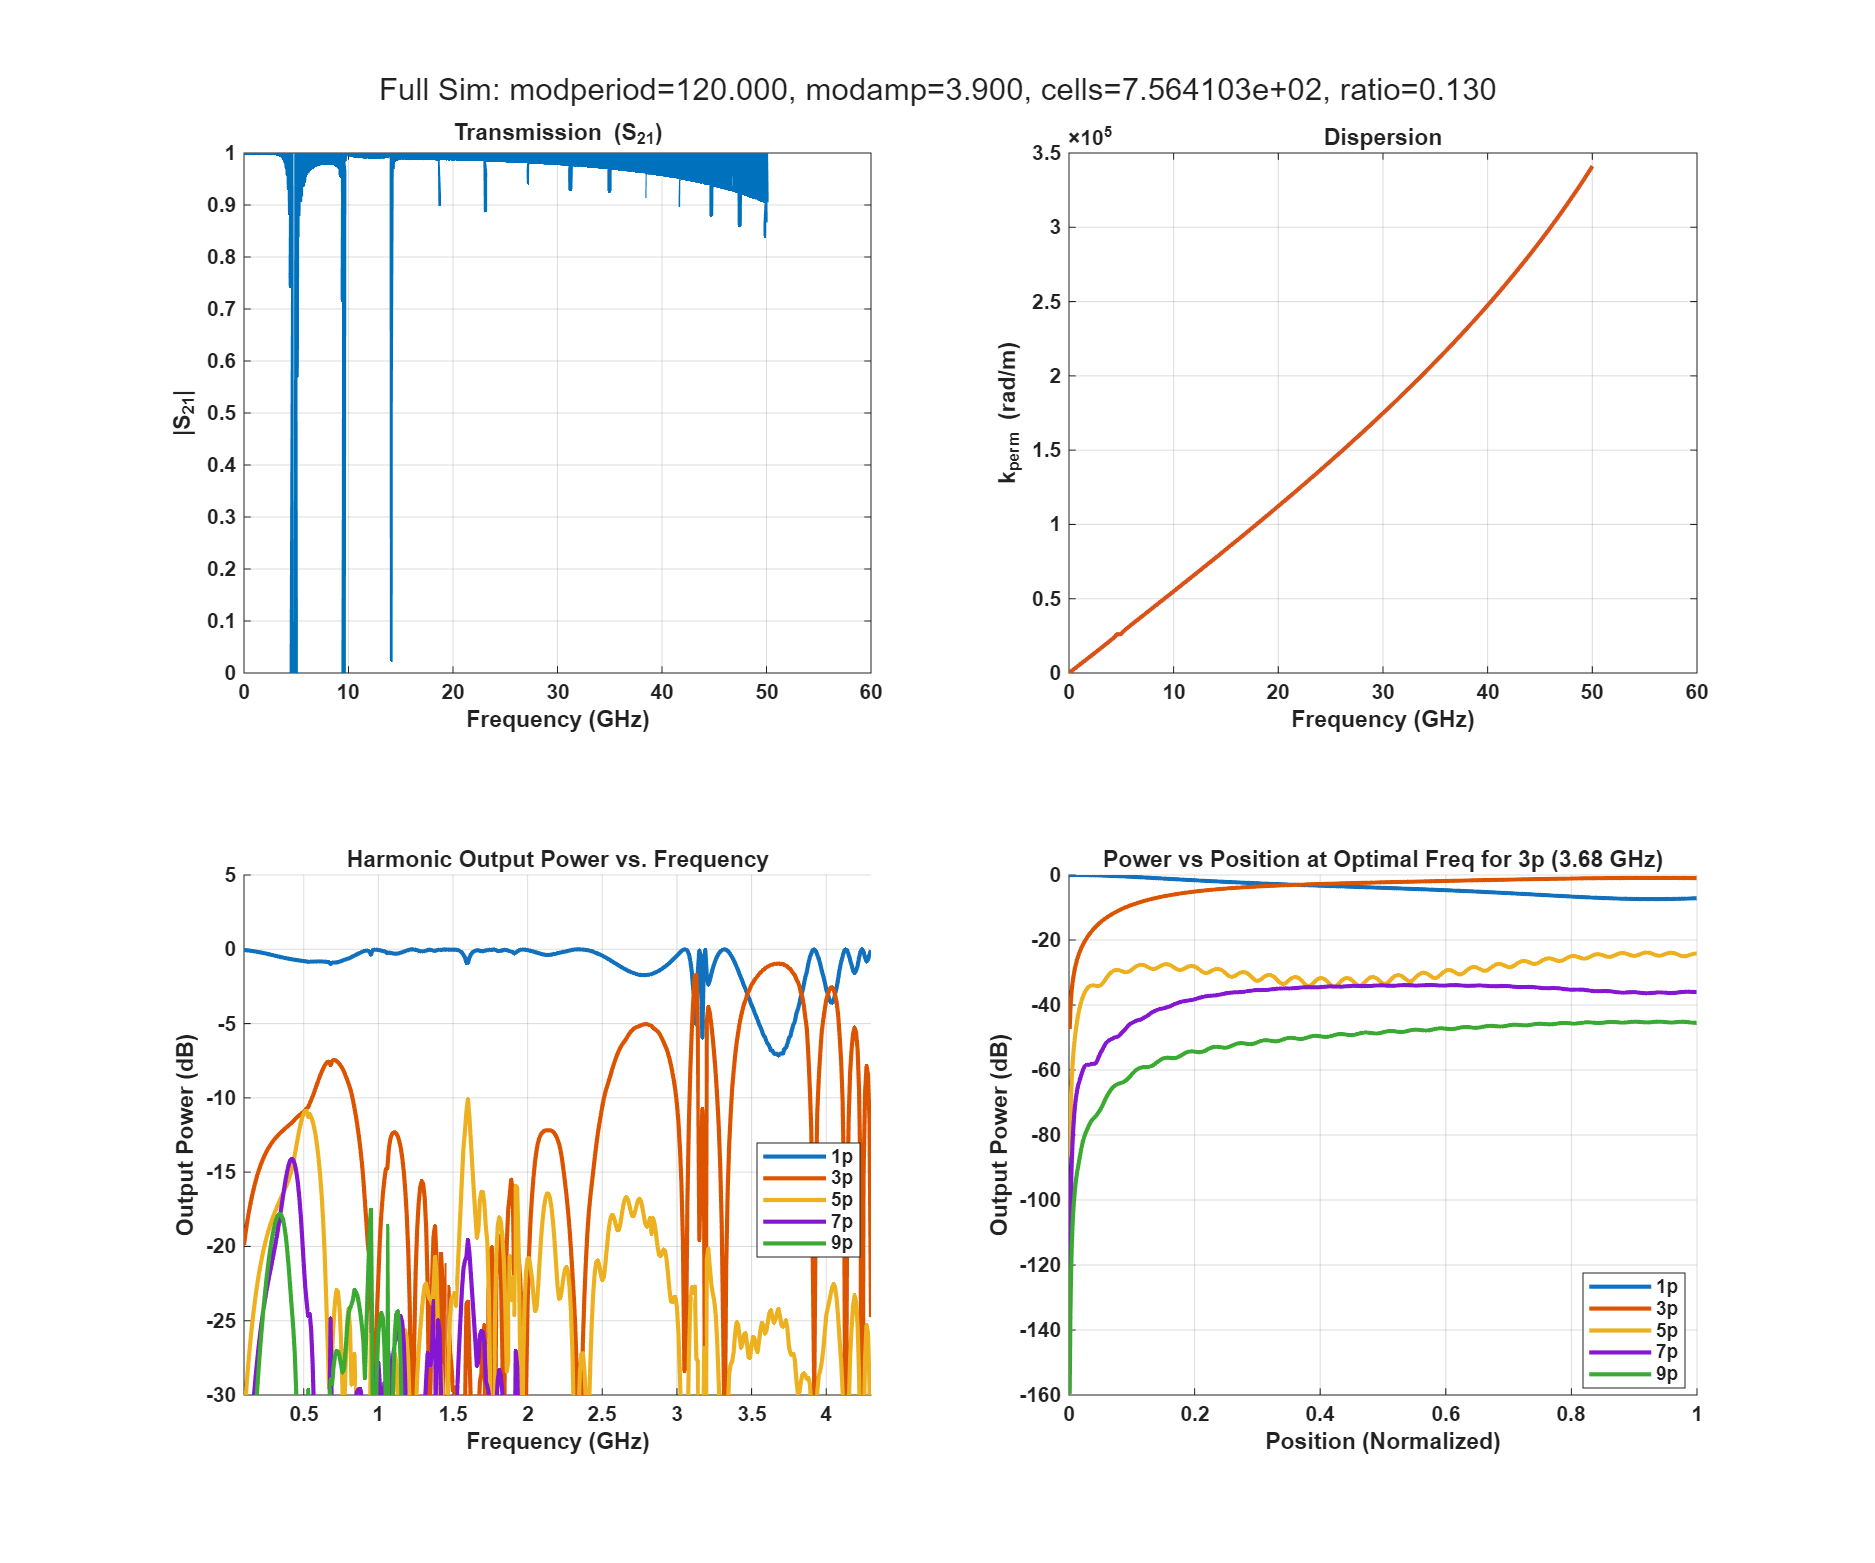 Full Sim: modperiod=120.000, modamp=3.900, cells=7.564103e+02, ratio=0.130
Transmission (S21)
1
0.9
0.8
0.7
0.6
0.5
0.4
0.3
0.2
0.1
0
|S21|
0 10 20 30 40 50 60
Frequency (GHz)
×10^5
Dispersion
3.5
3
2.5
2
1.5
1
0.5
0
kperm (rad/m)
0 10 20 30 40 50 60
Frequency (GHz)
Harmonic Output Power vs. Frequency
5
0
-5
-10
-15
-20
-25
-30
Output Power (dB)
1p
3p
5p
7p
9p
0.5 1 1.5 2 2.5 3 3.5 4
Frequency (GHz)
Power vs Position at Optimal Freq for 3p (3.68 GHz)
0
-20
-40
-60
-80
-100
-120
-140
-160
Output Power (dB)
1p
3p
5p
7p
9p
0 0.2 0.4 0.6 0.8 1
Position (Normalized)